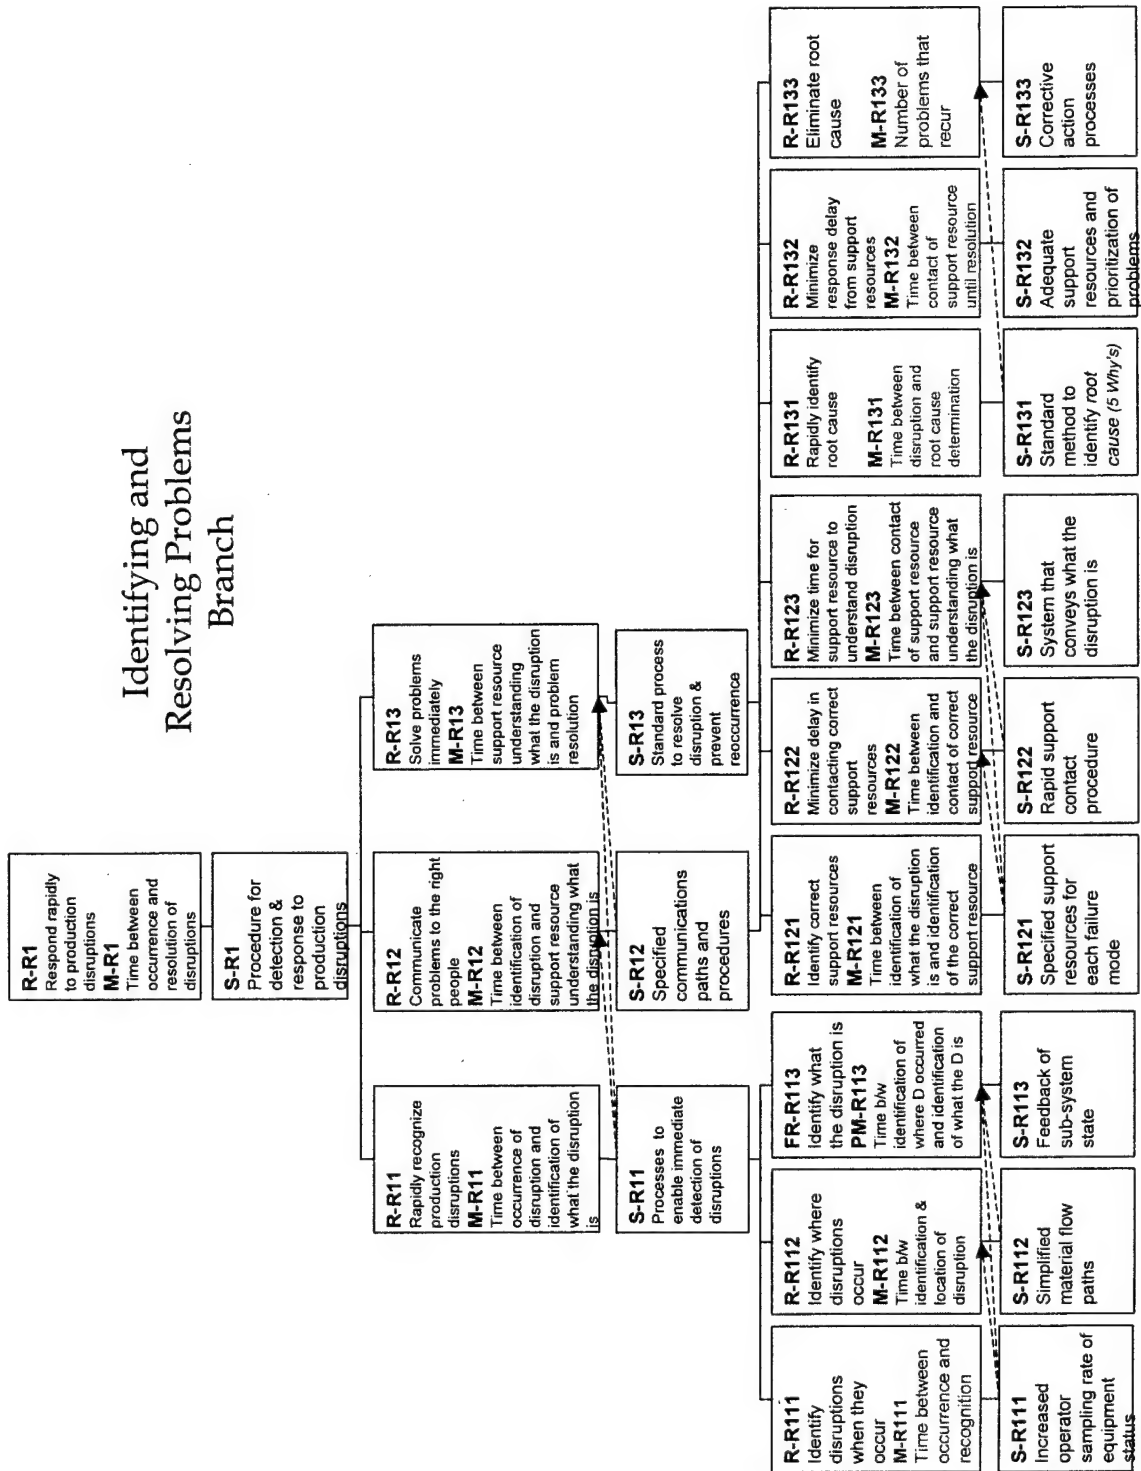 Identifying and
Resolving Problems
Branch
R-R1
Respond rapidly
to production
disruptions
M-R1
Time between
occurrence and
resolution of
disruptions
S-R1
Procedure for
detection &
response to
production
disruptions
R-R11
Rapidly recognize
production
disruptions
M-R11
Time between
occurrence of
disruption and
identification of
what the disruption
is
R-R12
Communicate
problems to the right
people
M-R12
Time between
identification of
disruption and
support resource
understanding what
the disruption is
R-R13
Solve problems
immediately
M-R13
Time between
support resource
understanding
what the disruption
is and problem
resolution
S-R11
Processes to
enable immediate
detection of
disruptions
S-R12
Specified
communications
paths and
procedures
S-R13
Standard process
to resolve
disruption &
prevent
reoccurrence
R-R111
Identify
disruptions
when they
occur
M-R111
Time between
occurrence and
recognition
R-R112
Identify where
disruptions
occur
M-R112
Time b/w
identification &
location of
disruption
FR-R113
Identify what
the disruption is
PM-R113
Time b/w
identification of
where D occurred
and identification
of what the D is
R-R121
Identify correct
support resources
M-R121
Time between
identification of
what the disruption
is and identification
of the correct
support resource
R-R122
Minimize delay in
contacting correct
support
resources
M-R122
Time between
identification and
contact of correct
support resource
R-R123
Minimize time for
support resource to
understand disruption
M-R123
Time between contact
of support resource
and support resource
understanding what
the disruption is
R-R131
Rapidly identify
root cause
M-R131
Time between
disruption and
root cause
determination
R-R132
Minimize
response delay
from support
resources
M-R132
Time between
contact of
support resource
until resolution
R-R133
Eliminate root
cause
M-R133
Number of
problems that
recur
S-R111
Increased
operator
sampling rate of
equipment
status
S-R112
Simplified
material flow
paths
S-R113
Feedback of
sub-system
state
S-R121
Specified support
resources for
each failure
mode
S-R122
Rapid support
contact
procedure
S-R123
System that
conveys what the
disruption is
S-R131
Standard
method to
identify root
cause (5 Why's)
S-R132
Adequate
support
resources and
prioritization of
problems
S-R133
Corrective
action
processes